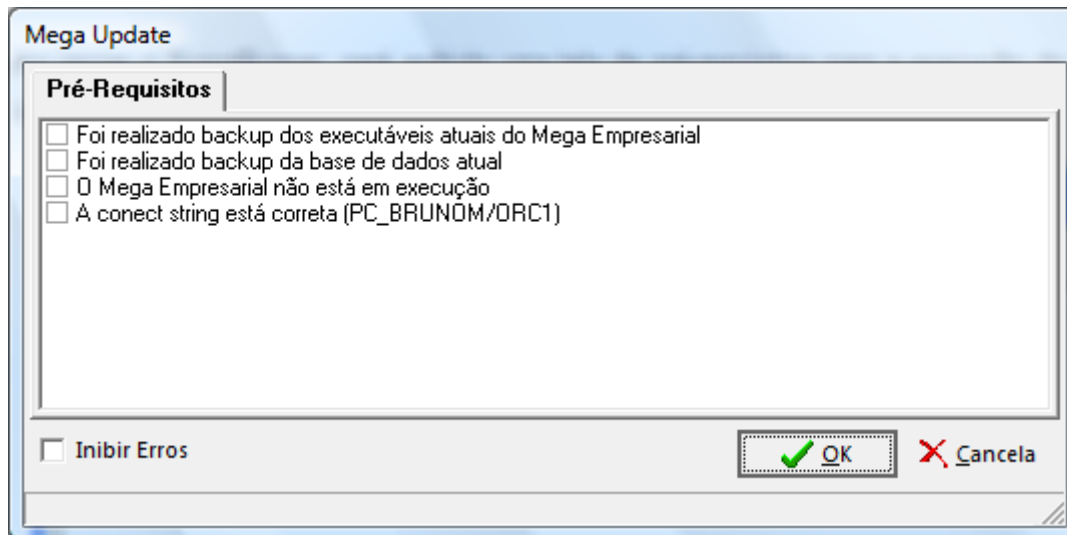 Mega Update
Pré-Requisitos
Foi realizado backup dos executáveis atuais do Mega Empresarial
Foi realizado backup da base de dados atual
O Mega Empresarial não está em execução
A conect string está correta (PC_BRUNOM/ORC1)
Inibir Erros
OK
Cancela